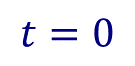 t = 0